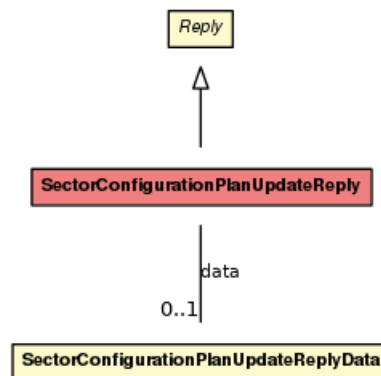 Reply
SectorConfigurationPlanUpdateReply
data
0..1
SectorConfigurationPlanUpdateReplyData